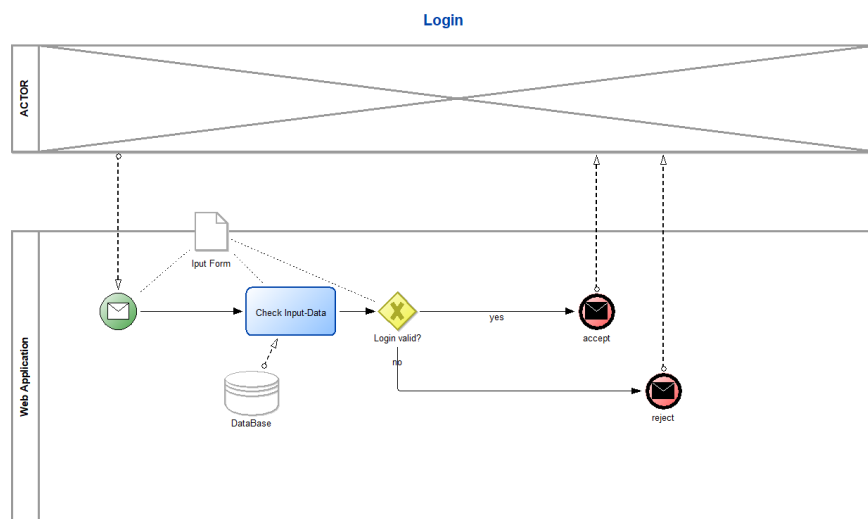 Login
ACTOR
Web Application
Iput Form
Check Input-Data
Login valid?
yes
no
accept
reject
DataBase